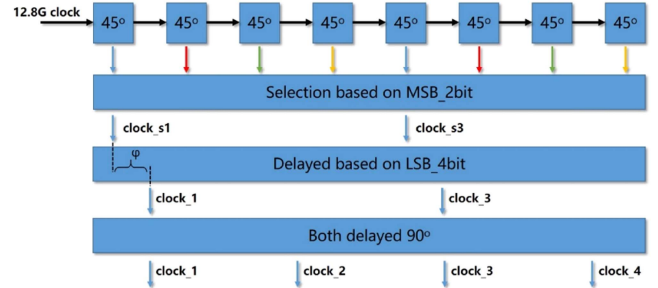 12.8G clock
45° 45° 45° 45° 45° 45° 45° 45°
Selection based on MSB_2bit
clock_s1 clock_s3
φ
Delayed based on LSB_4bit
clock_1 clock_3
Both delayed 90°
clock_1 clock_2 clock_3 clock_4